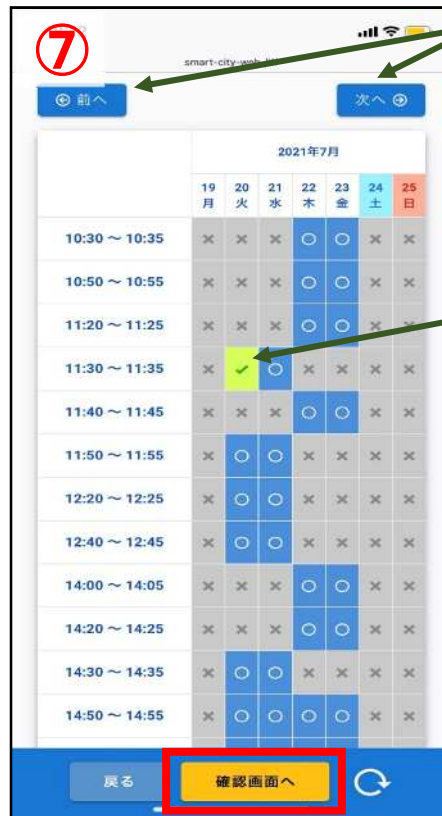 ⑦
smart-city-web
前へ
次へ
2021年7月
19 20 21 22 23 24 25
月 火 水 木 金 土 日
10:30 ～ 10:35 × × × ○ ○ × ×
10:50 ～ 10:55 × × × ○ ○ × ×
11:20 ～ 11:25 × × × ○ ○ × ×
11:30 ～ 11:35 × ✓ ○ × × × ×
11:40 ～ 11:45 × × × ○ ○ × ×
11:50 ～ 11:55 × ○ ○ × × × ×
12:20 ～ 12:25 × ○ ○ × × × ×
12:40 ～ 12:45 × ○ ○ × × × ×
14:00 ～ 14:05 × × × ○ ○ × ×
14:20 ～ 14:25 × × × ○ ○ × ×
14:30 ～ 14:35 × ○ ○ × × × ×
14:50 ～ 14:55 × ○ ○ ○ ○ × ×
戻る 確認画面へ